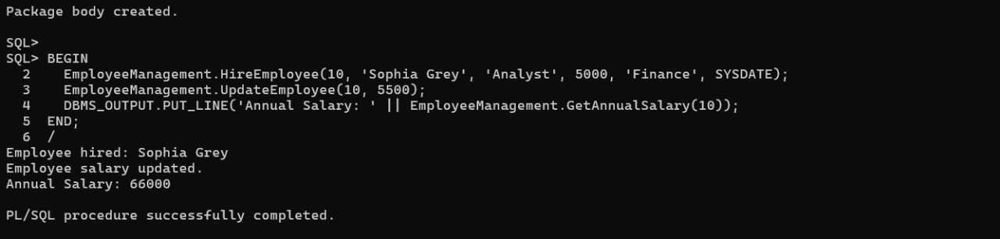 Package body created.
SQL>
SQL> BEGIN
  2    EmployeeManagement.HireEmployee(10, 'Sophia Grey', 'Analyst', 5000, 'Finance', SYSDATE);
  3    EmployeeManagement.UpdateEmployee(10, 5500);
  4    DBMS_OUTPUT.PUT_LINE('Annual Salary: ' || EmployeeManagement.GetAnnualSalary(10));
  5  END;
  6  /
Employee hired: Sophia Grey
Employee salary updated.
Annual Salary: 66000
PL/SQL procedure successfully completed.